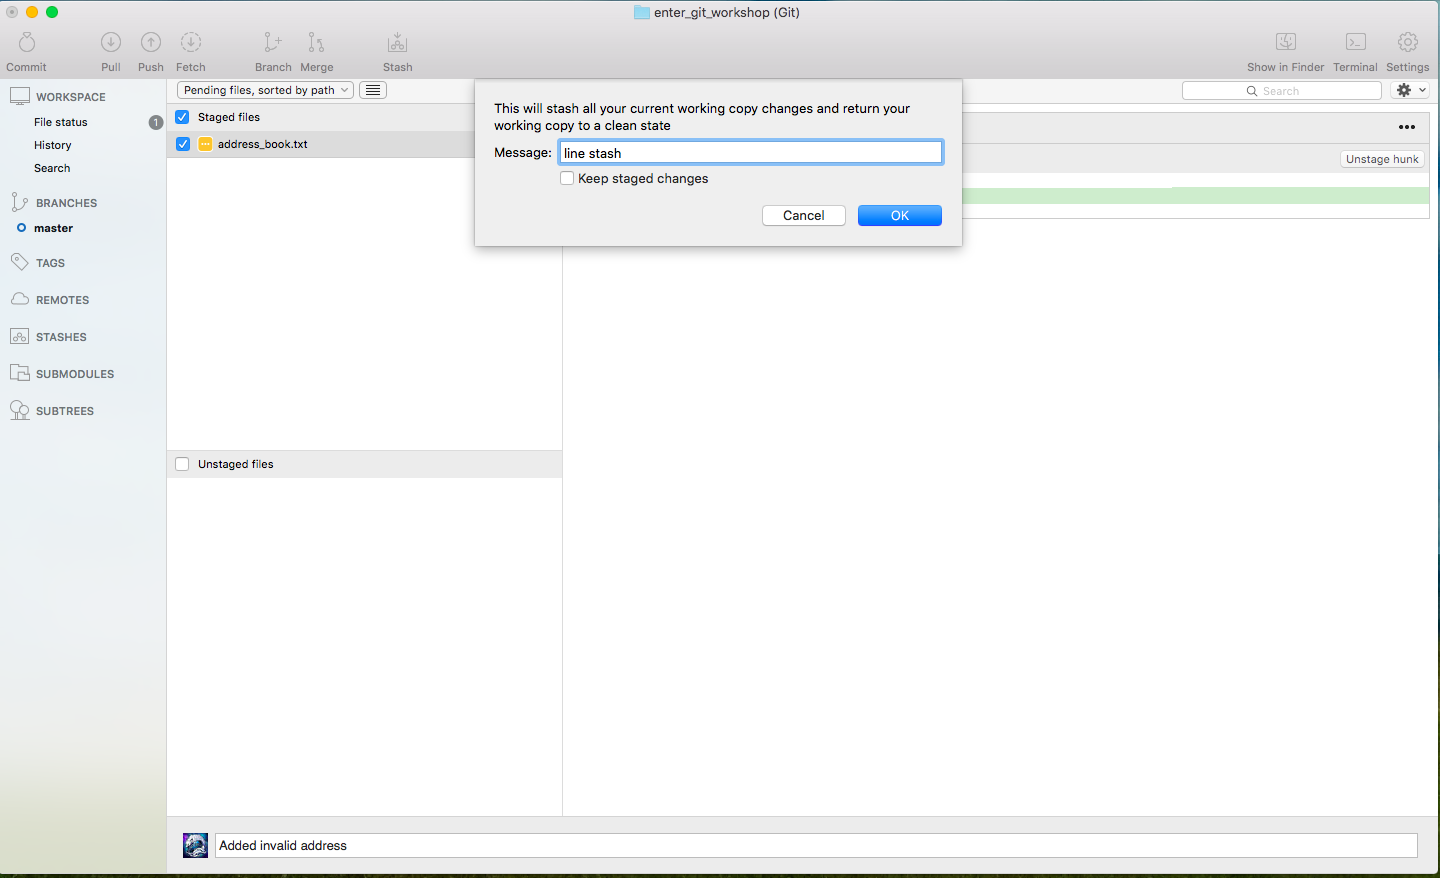 enter_git_workshop (Git)
Commit
Pull
Push
Fetch
Branch
Merge
Stash
Show in Finder
Terminal
Settings
Pending files, sorted by path
Search
WORKSPACE
File status
1
History
Search
BRANCHES
master
TAGS
REMOTES
STASHES
SUBMODULES
SUBTREES
Staged files
address_book.txt
This will stash all your current working copy changes and return your
working copy to a clean state
Message: line stash
Keep staged changes
Cancel
OK
Unstage hunk
Unstaged files
Added invalid address